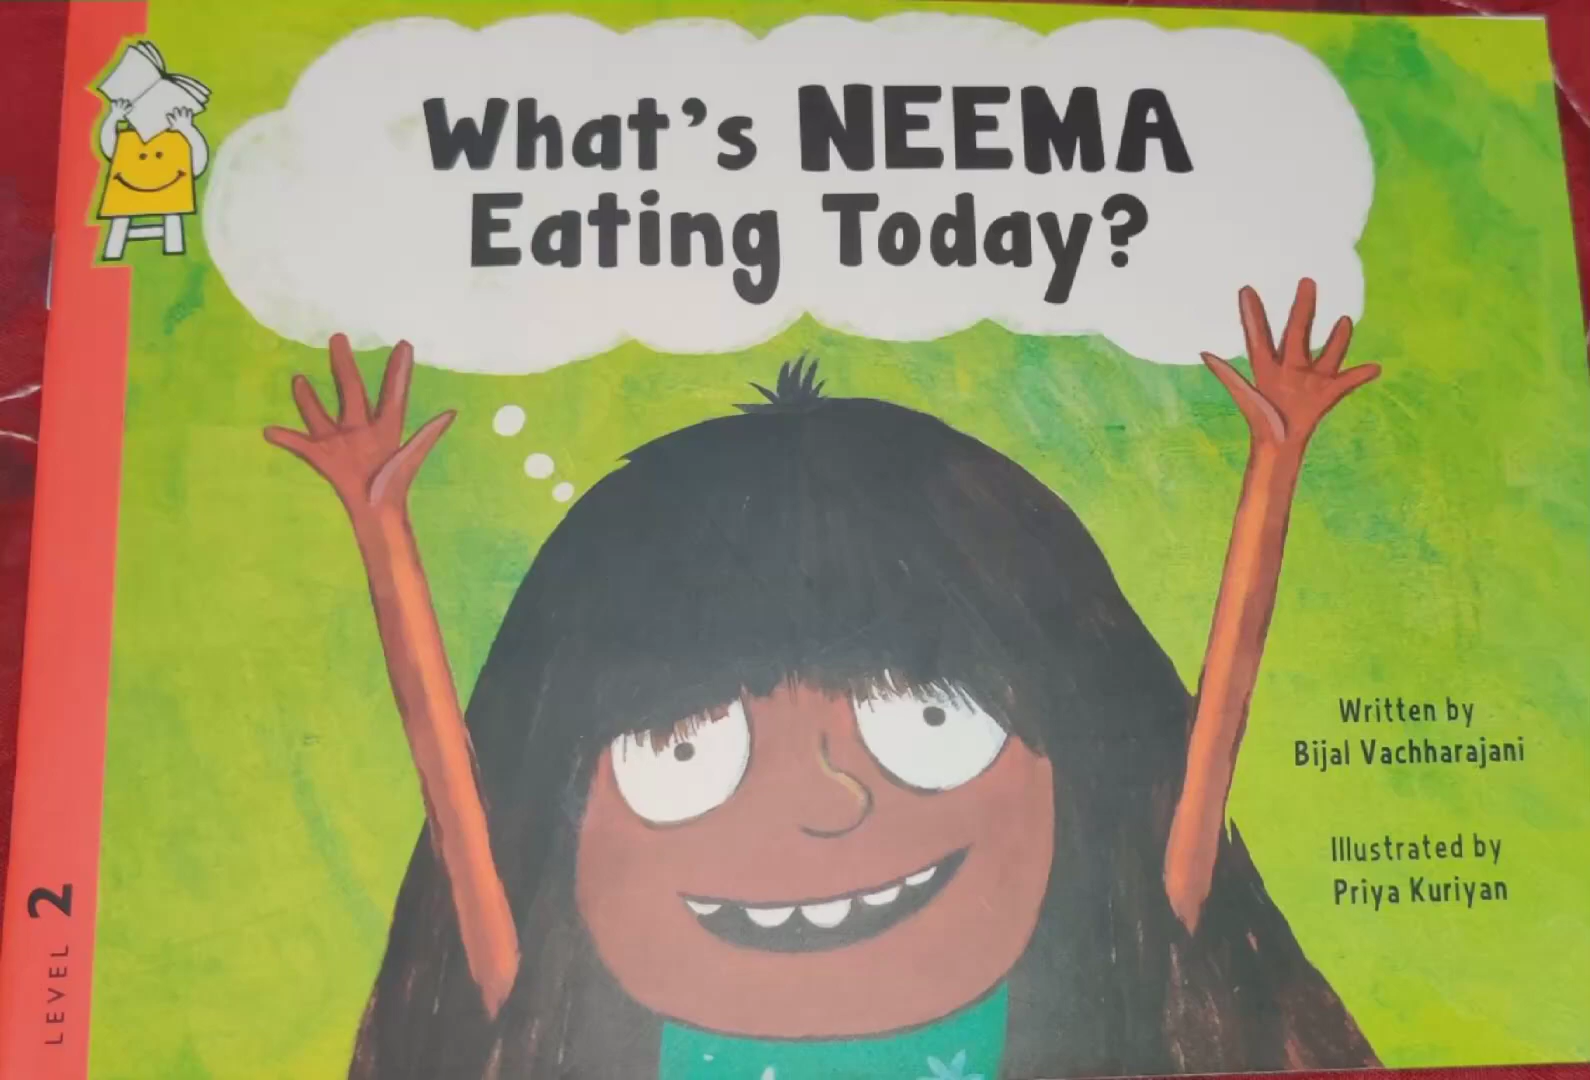 What's NEEMA
Eating Today?
Written by
Bijal Vachharajani
Illustrated by
Priya Kuriyan
LEVEL 2